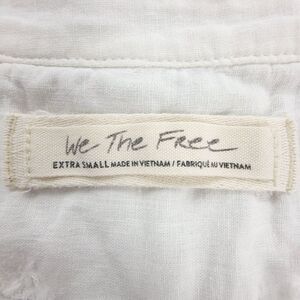 We The Free
EXTRA SMALL MADE IN VIETNAM / FABRIQUÉ AU VIETNAM